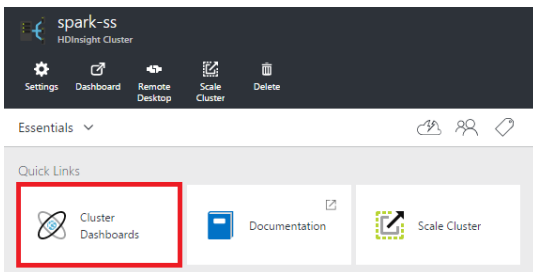 spark-ss
HDInsight Cluster
Settings
Dashboard
Remote
Desktop
Scale
Cluster
Delete
Essentials
Quick Links
Cluster
Dashboards
Documentation
Scale Cluster